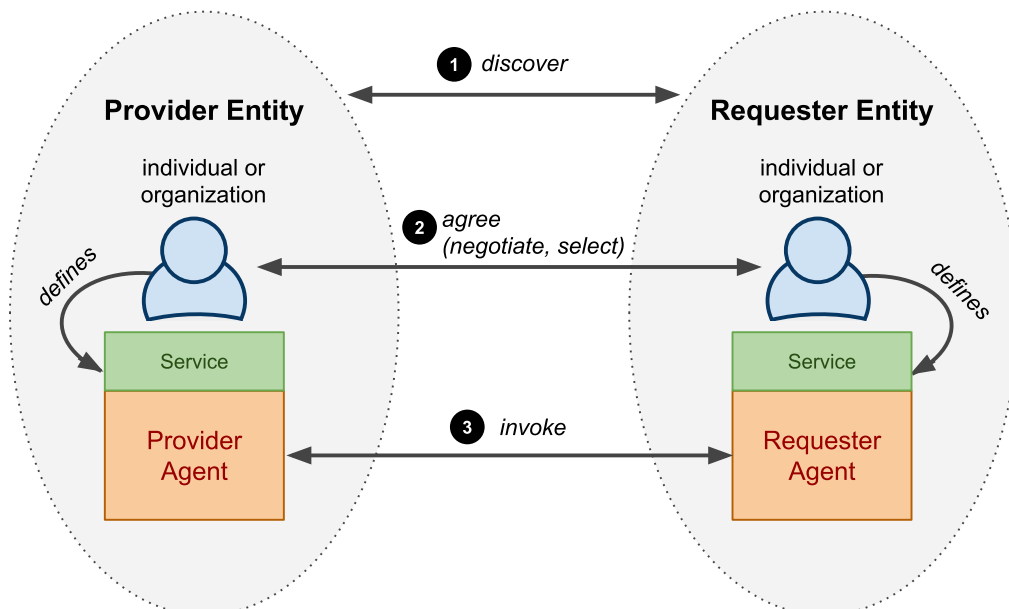 1 discover
Provider Entity
Requester Entity
individual or
organization
individual or
organization
2 agree
(negotiate, select)
defines
defines
Service
Service
3 invoke
Provider
Agent
Requester
Agent